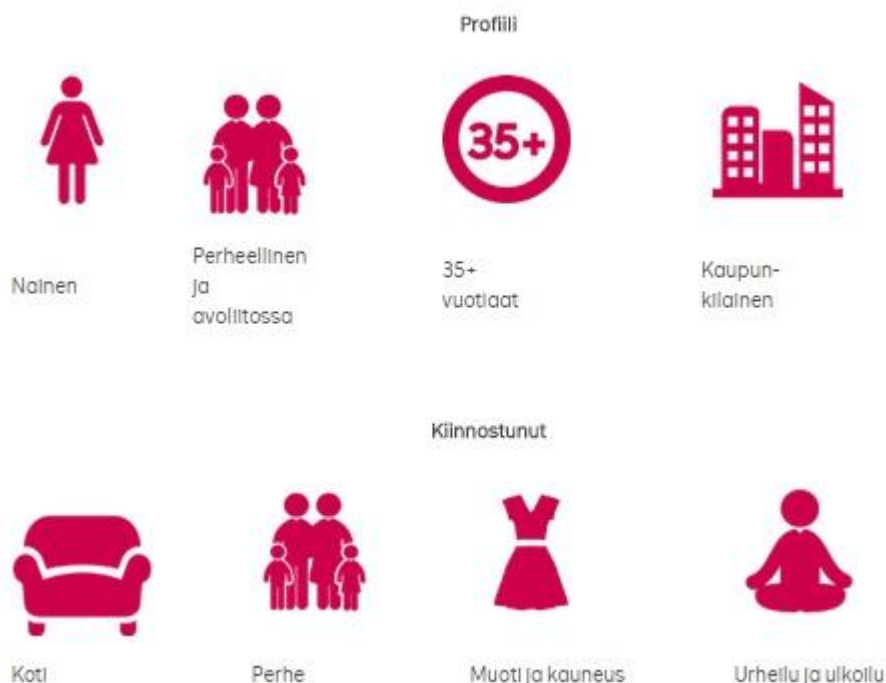 Profiili
35+
Nainen
Perheellinen
ja
avoliitossa
35+
vuotiaat
Kaupun-
kilainen
Kiinnostunut
Koti
Perhe
Muoti ja kauneus
Urheilu ja ulkoilu